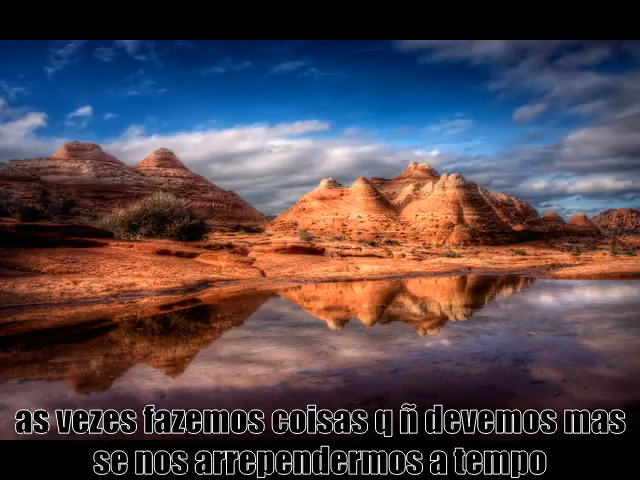 as vezes fazemos coisas q ñ devemos mas
se nos arrependermos a tempo